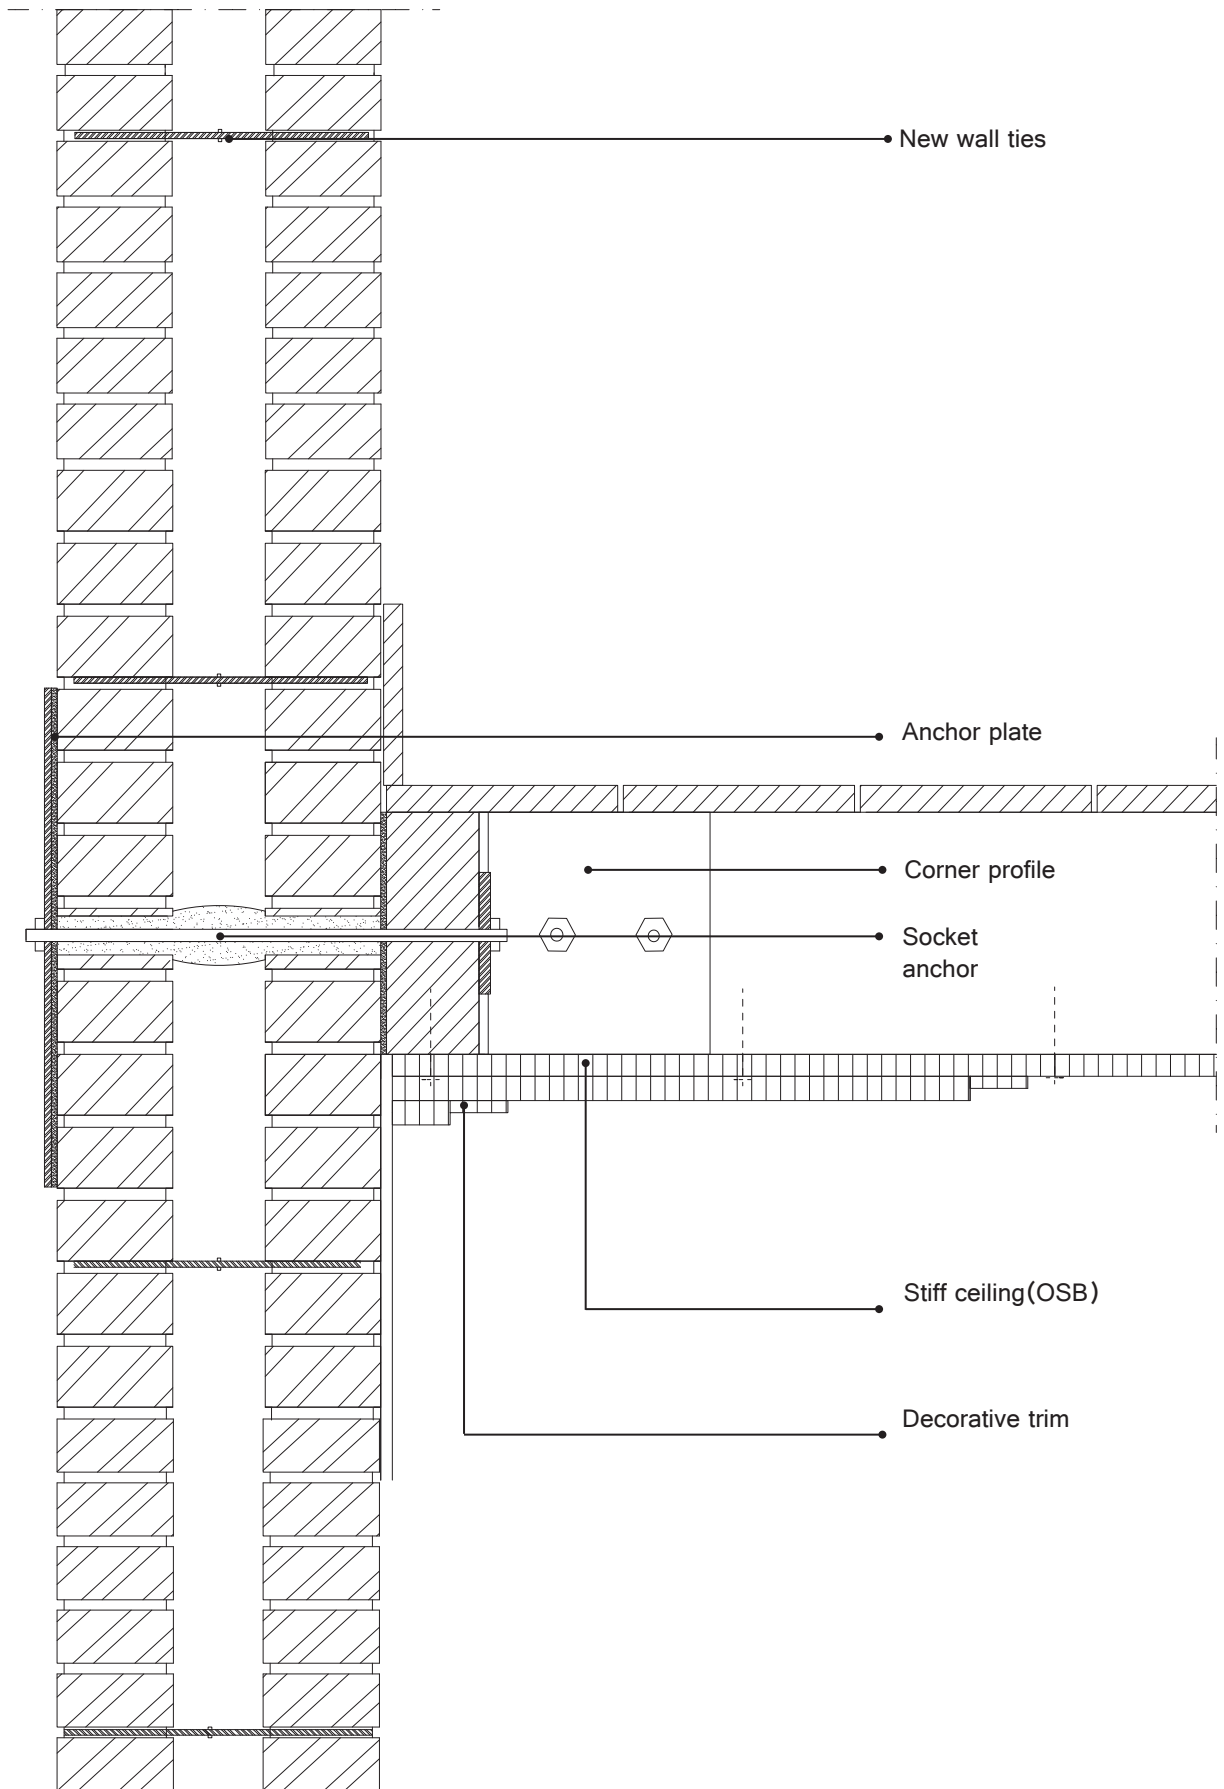 New wall ties
Anchor plate
Corner profile
Socket
anchor
Stiff ceiling(OSB)
Decorative trim